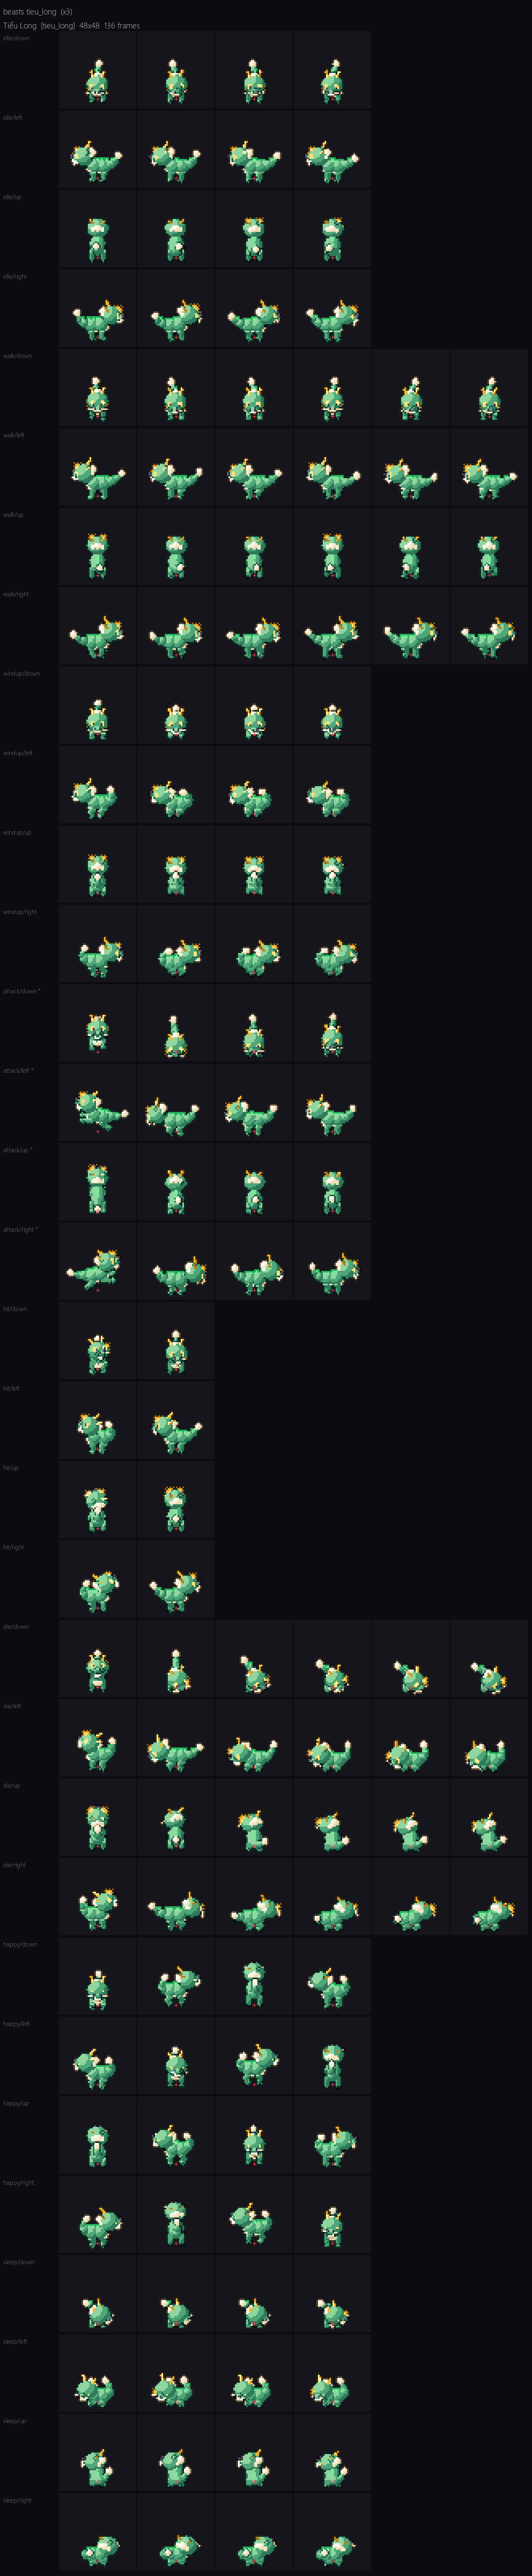 beasts tieu_long (x3)
Tiểu Long [tieu_long] 48x48 136 frames
idle/down
idle/left
idle/up
idle/right
walk/down
walk/left
walk/up
walk/right
windup/down
windup/left
windup/up
windup/right
attack/down *
attack/left *
attack/up *
attack/right *
hit/down
hit/left
hit/up
hit/right
die/down
die/left
die/up
die/right
happy/down
happy/left
happy/up
happy/right
sleep/down
sleep/left
sleep/up
sleep/right